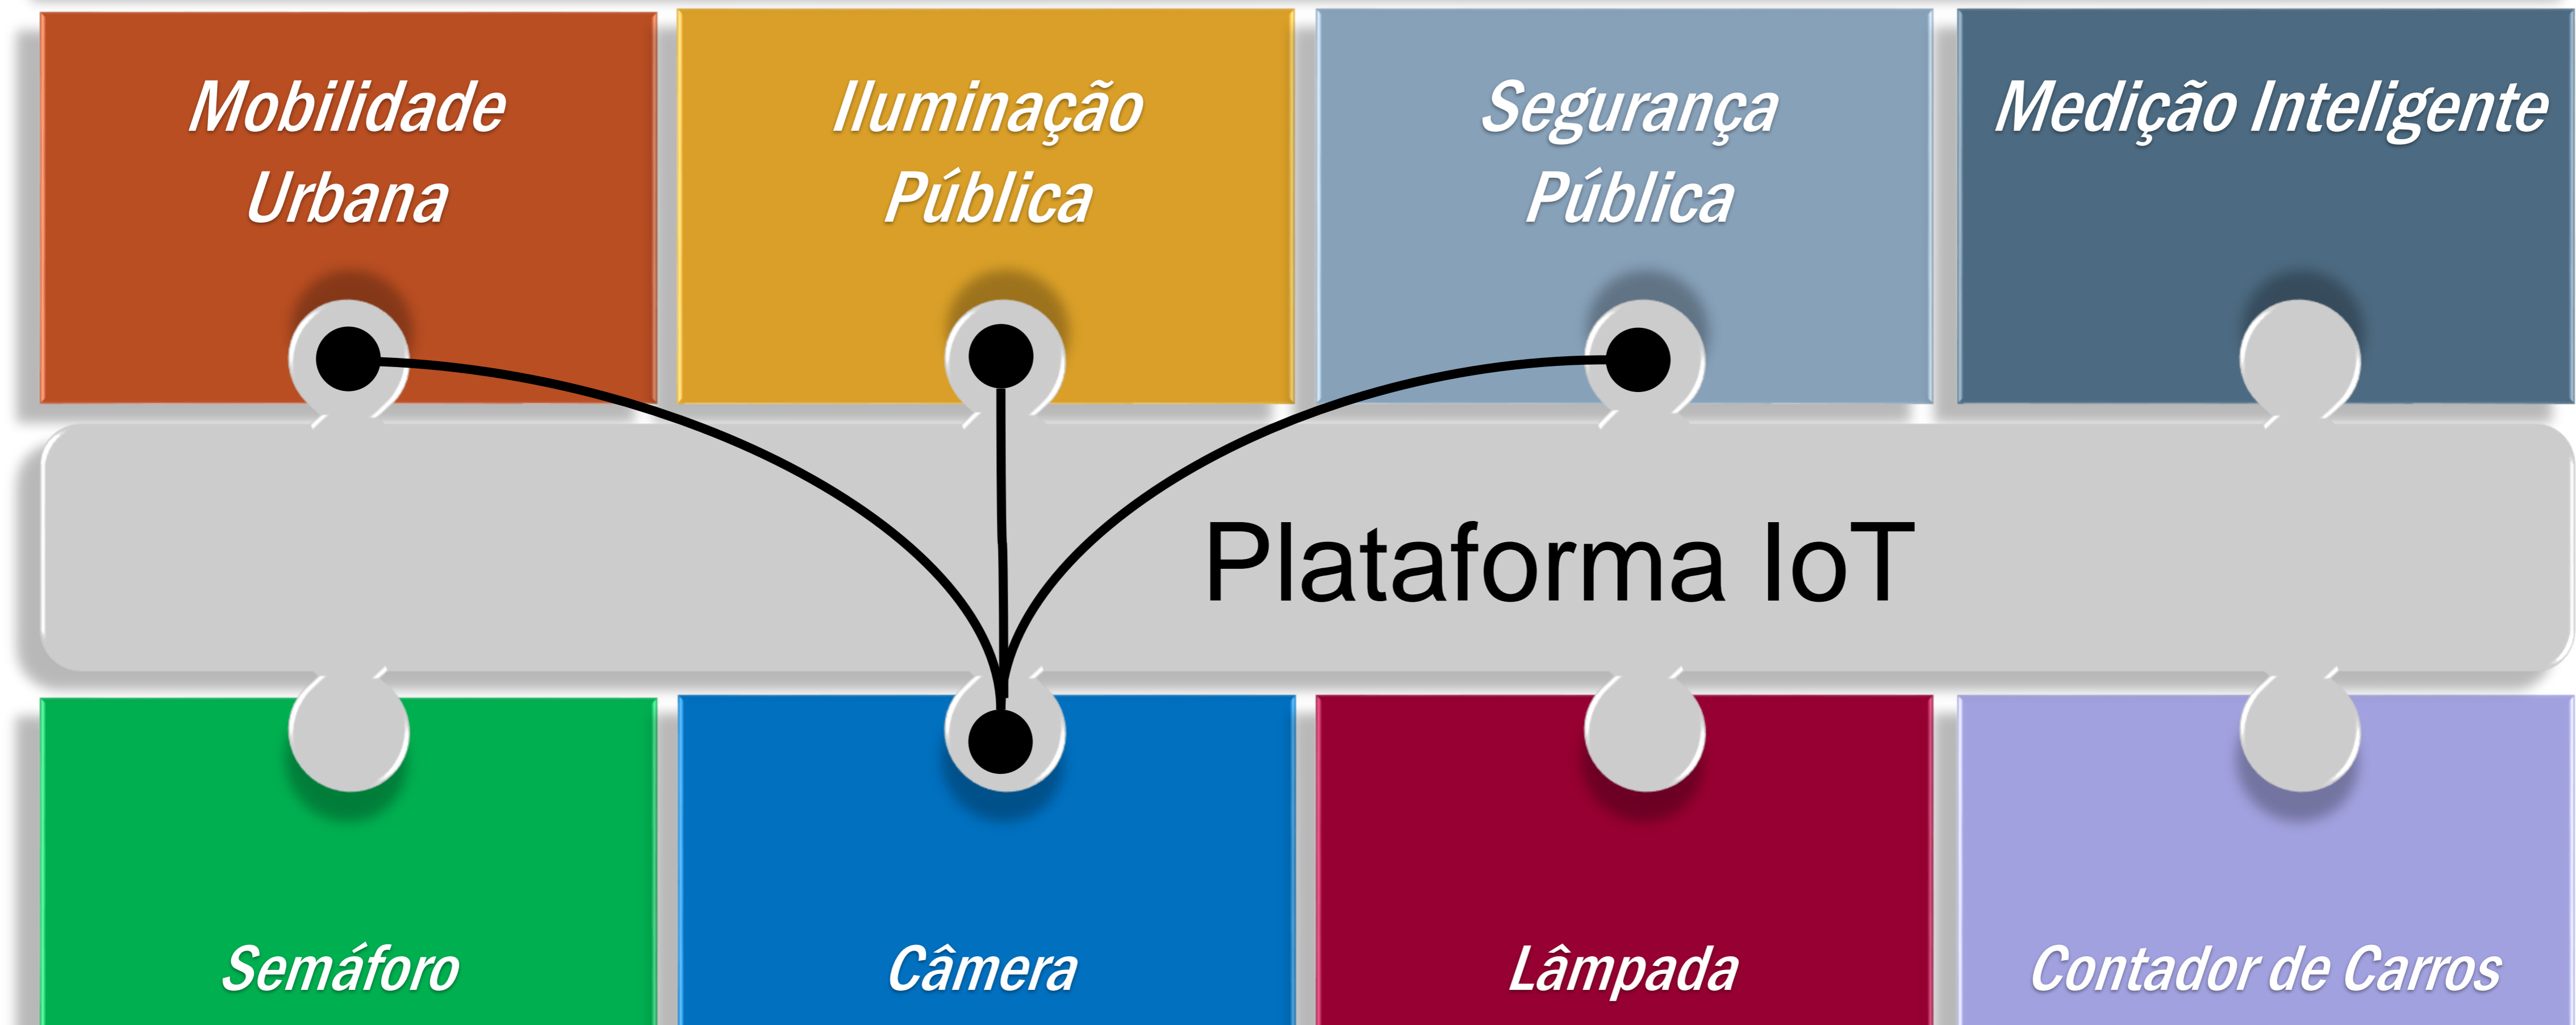 Mobilidade
Urbana
Iluminação
Pública
Segurança
Pública
Medição Inteligente
Plataforma IoT
Semáforo
Câmera
Lâmpada
Contador de Carros